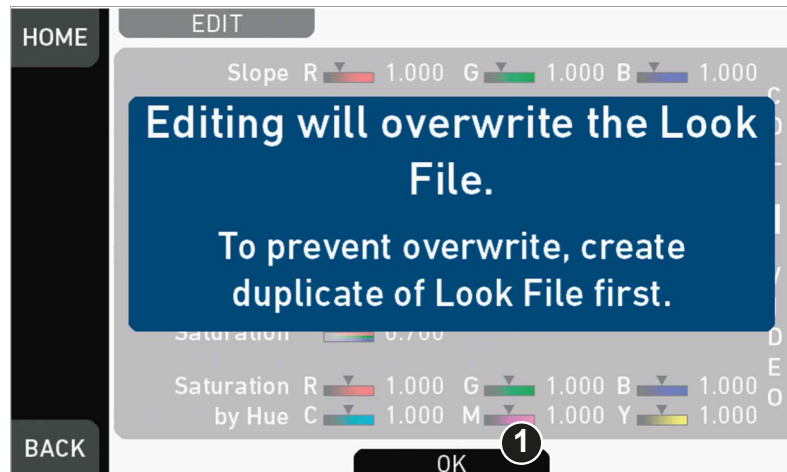 HOME
EDIT
Slope R 1.000 G 1.000 B 1.000
Editing will overwrite the Look
File.
To prevent overwrite, create
duplicate of Look File first.
Saturation 0.700
Saturation R 1.000 G 1.000 B 1.000
by Hue C 1.000 M 1.000 Y 1.000
VIDEO
BACK
OK
1